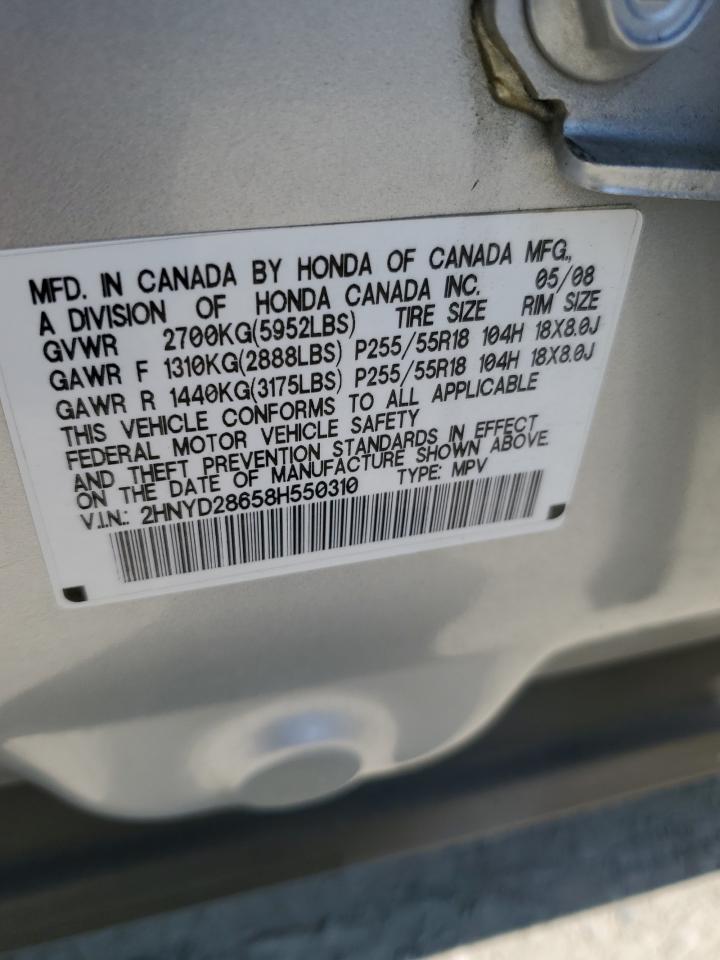 MFD. IN CANADA BY HONDA OF CANADA MFG.,
A DIVISION OF HONDA CANADA INC. 05/08
GVWR 2700KG(5952LBS) TIRE SIZE RIM SIZE
GAWR F 1310KG(2888LBS) P255/55R18 104H 18X8.0J
GAWR R 1440KG(3175LBS) P255/55R18 104H 18X8.0J
THIS VEHICLE CONFORMS TO ALL APPLICABLE
FEDERAL MOTOR VEHICLE SAFETY
AND THEFT PREVENTION STANDARDS IN EFFECT
ON THE DATE OF MANUFACTURE SHOWN ABOVE
V.I.N.: 2HNYD28658H550310 TYPE: MPV